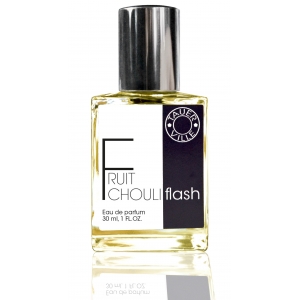 TAUER
VILLE
FRUIT
CHOULI flash
Eau de parfum
30 ml, 1 FL.OZ.